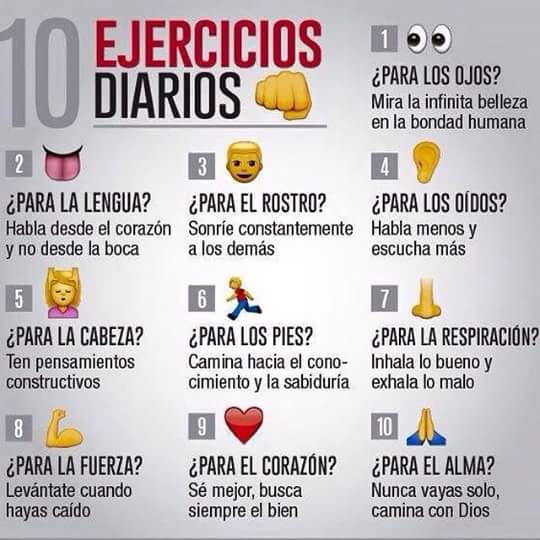 10 EJERCICIOS
DIARIOS
1
¿PARA LOS OJOS?
Mira la infinita belleza
en la bondad humana
2
¿PARA LA LENGUA?
Habla desde el corazón
y no desde la boca
3
¿PARA EL ROSTRO?
Sonríe constantemente
a los demás
4
¿PARA LOS OÍDOS?
Habla menos y
escucha más
5
¿PARA LA CABEZA?
Ten pensamientos
constructivos
6
¿PARA LOS PIES?
Camina hacia el cono-
cimiento y la sabiduría
7
¿PARA LA RESPIRACIÓN?
Inhala lo bueno y
exhala lo malo
8
¿PARA LA FUERZA?
Levántate cuando
hayas caído
9
¿PARA EL CORAZÓN?
Sé mejor, busca
siempre el bien
10
¿PARA EL ALMA?
Nunca vayas solo,
camina con Dios